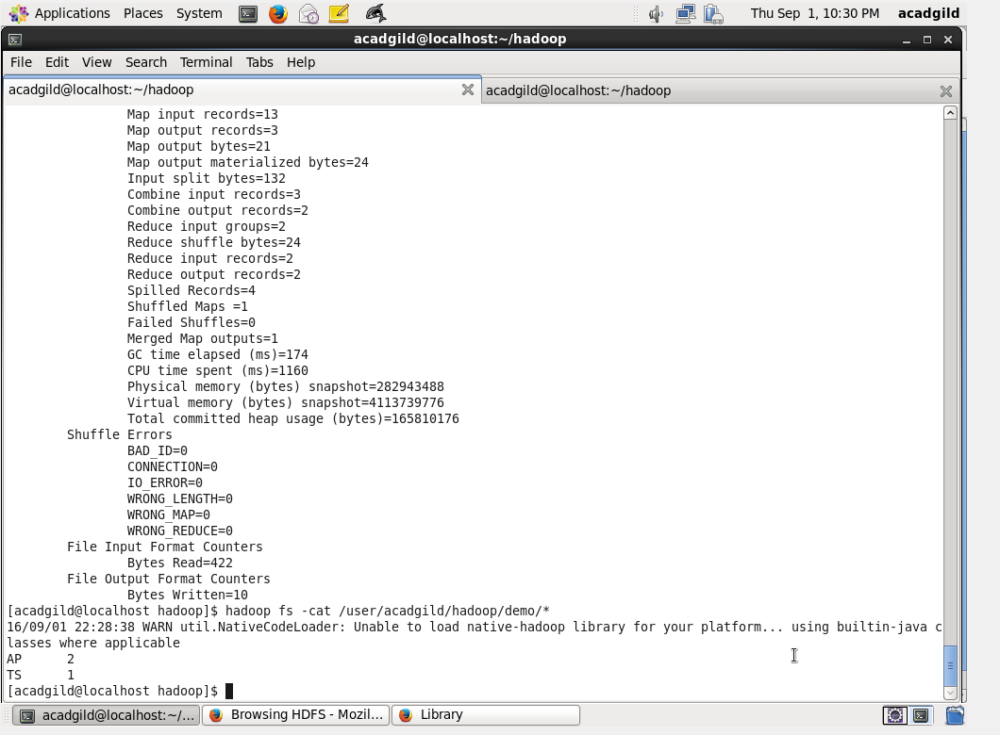 Applications Places System Thu Sep 1, 10:30 PM acadgild
acadgild@localhost:~/hadoop
File Edit View Search Terminal Tabs Help
acadgild@localhost:~/hadoop acadgild@localhost:~/hadoop
Map input records=13
Map output records=3
Map output bytes=21
Map output materialized bytes=24
Input split bytes=132
Combine input records=3
Combine output records=2
Reduce input groups=2
Reduce shuffle bytes=24
Reduce input records=2
Reduce output records=2
Spilled Records=4
Shuffled Maps =1
Failed Shuffles=0
Merged Map outputs=1
GC time elapsed (ms)=174
CPU time spent (ms)=1160
Physical memory (bytes) snapshot=282943488
Virtual memory (bytes) snapshot=4113739776
Total committed heap usage (bytes)=165810176
Shuffle Errors
BAD_ID=0
CONNECTION=0
IO_ERROR=0
WRONG_LENGTH=0
WRONG_MAP=0
WRONG_REDUCE=0
File Input Format Counters
Bytes Read=422
File Output Format Counters
Bytes Written=10
[acadgild@localhost hadoop]$ hadoop fs -cat /user/acadgild/hadoop/demo/*
16/09/01 22:28:38 WARN util.NativeCodeLoader: Unable to load native-hadoop library for your platform... using builtin-java c
lasses where applicable
AP 2
TS 1
[acadgild@localhost hadoop]$
acadgild@localhost:~/... Browsing HDFS - Mozil... Library